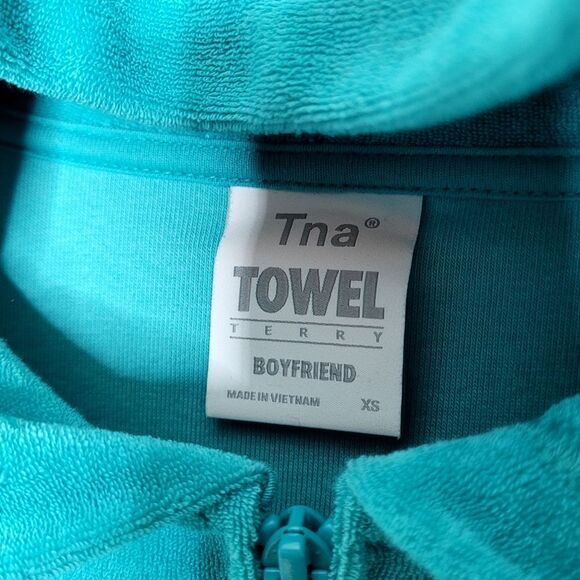 Tna®
TOWEL
TERRY
BOYFRIEND
MADE IN VIETNAM XS